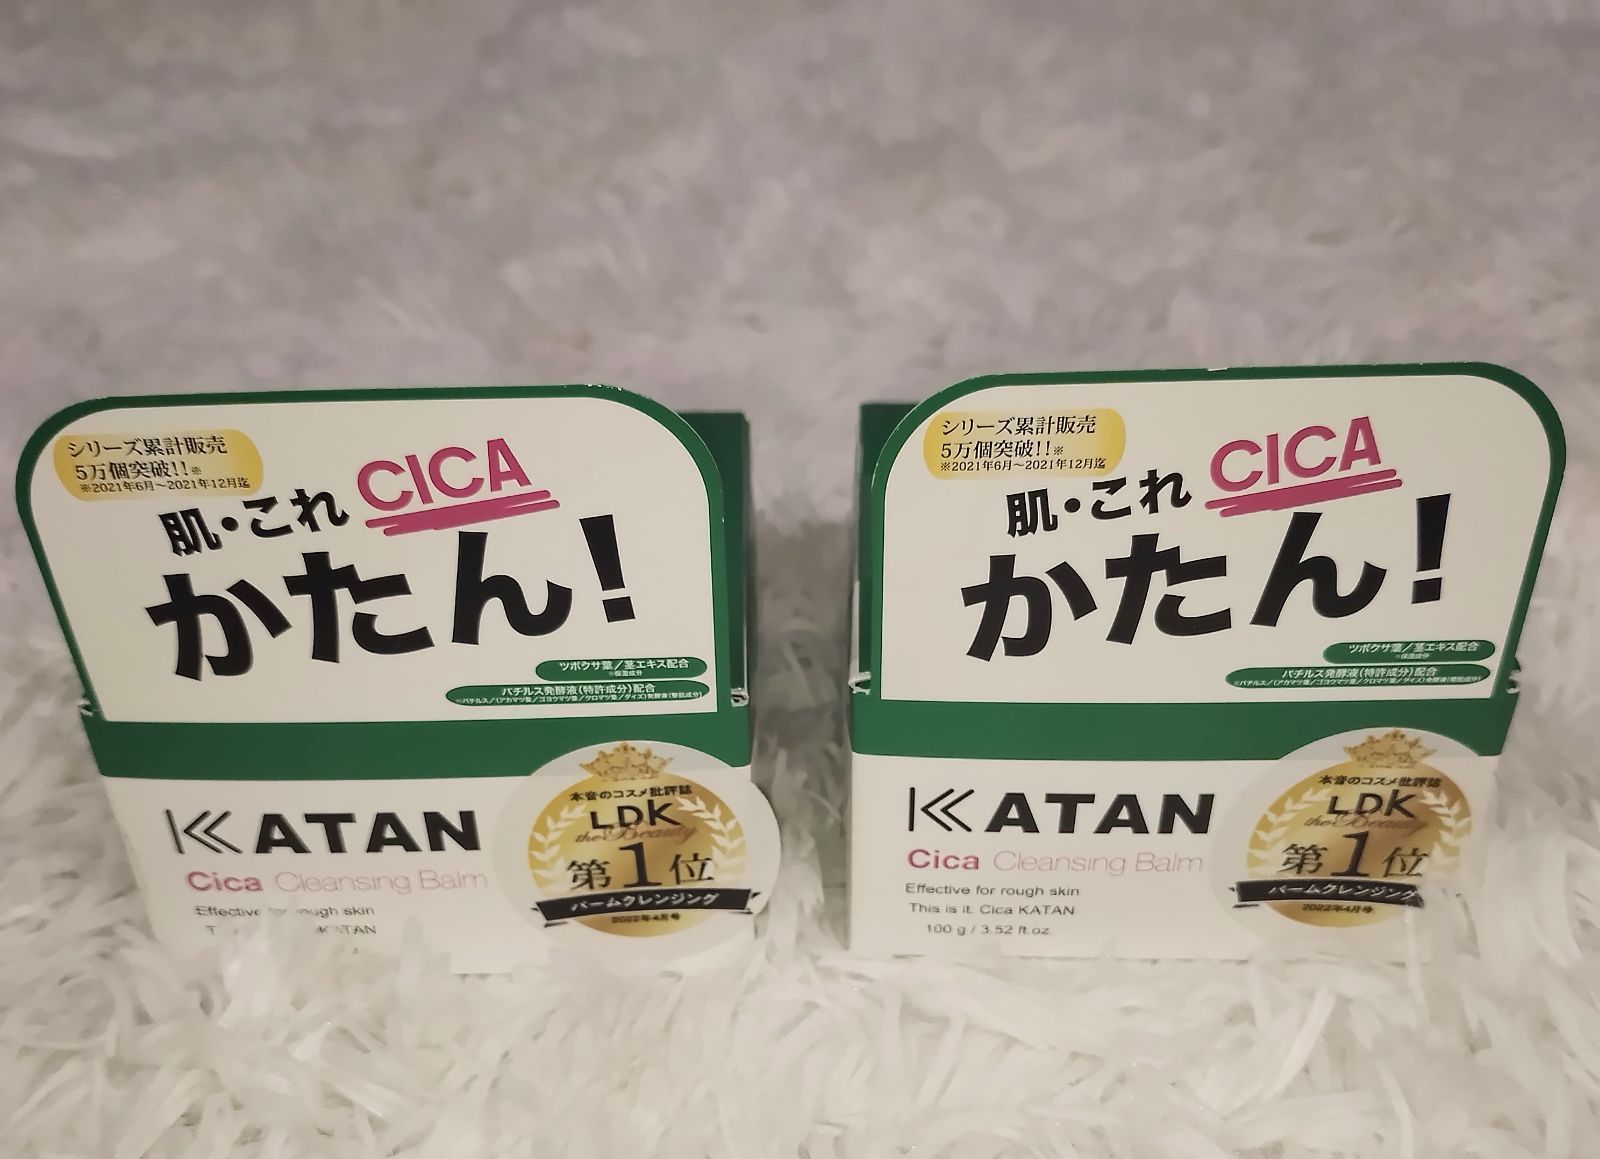 シリーズ累計販売
5万個突破!!※
※2021年6月～2021年12月迄
肌・これ CICA
かたん!
ツボクサ葉/茎エキス配合
※保湿成分
バチルス発酵液(特許成分)配合
KATAN
Cica Cleansing Balm
Effective for rough skin
KATAN
本音のコスメ批評誌
LDK
the Beauty
第1位
バームクレンジング
2022年4月号
シリーズ累計販売
5万個突破!!※
※2021年6月～2021年12月迄
肌・これ CICA
かたん!
ツボクサ葉/茎エキス配合
※保湿成分
バチルス発酵液(特許成分)配合
KATAN
Cica Cleansing Balm
Effective for rough skin
This is it. Cica KATAN
100 g / 3.52 ft.oz.
本音のコスメ批評誌
LDK
the Beauty
第1位
バームクレンジング
2022年4月号